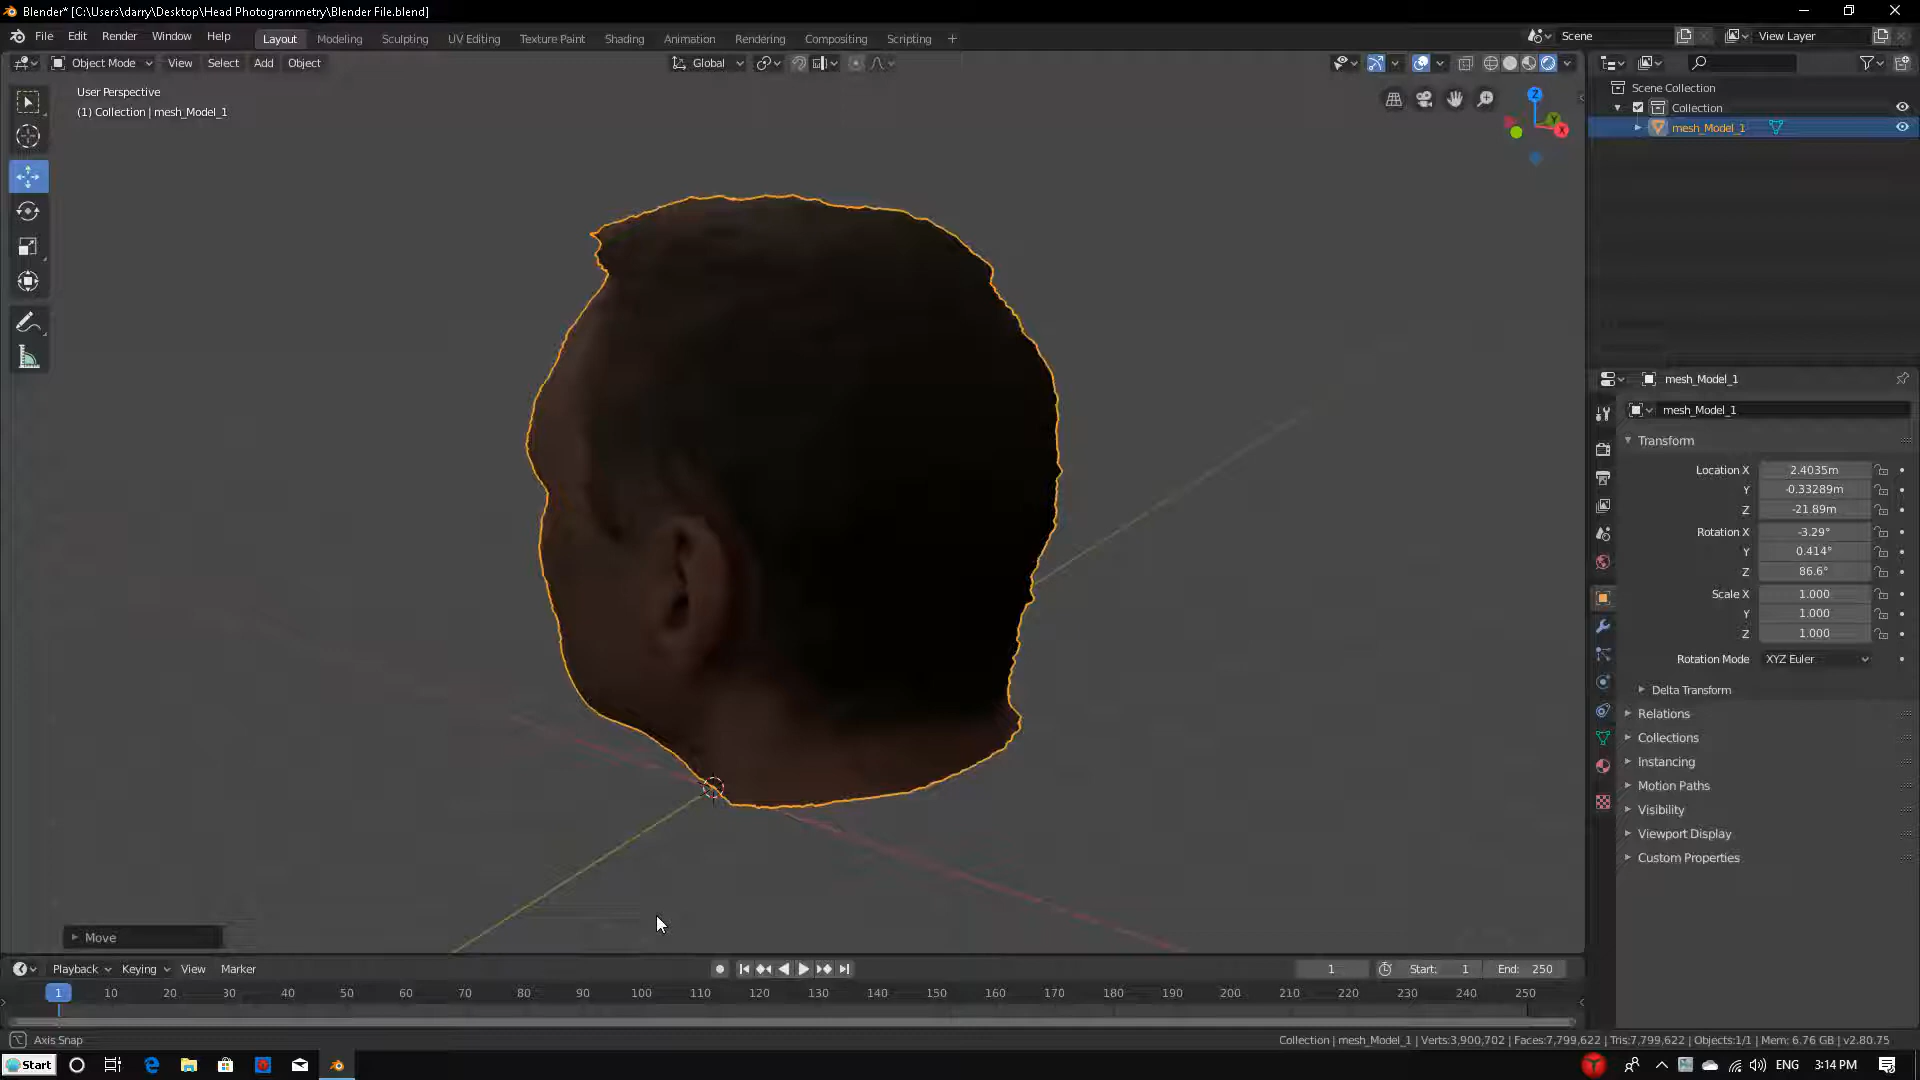 Blender* [C:\Users\darry\Desktop\Head Photogrammetry\Blender File.blend]
File Edit Render Window Help Layout Modeling Sculpting UV Editing Texture Paint Shading Animation Rendering Compositing Scripting + Scene View Layer
Object Mode View Select Add Object Global
User Perspective
(1) Collection | mesh_Model_1
Z
Y
X
Scene Collection
Collection
mesh_Model_1
mesh_Model_1
mesh_Model_1
Transform
Location X 2.4035m
Y -0.33289m
Z -21.89m
Rotation X -3.29°
Y 0.414°
Z 86.6°
Scale X 1.000
Y 1.000
Z 1.000
Rotation Mode XYZ Euler
Delta Transform
Relations
Collections
Instancing
Motion Paths
Visibility
Viewport Display
Custom Properties
Move
Playback Keying View Marker 1 Start: 1 End: 250
1 10 20 30 40 50 60 70 80 90 100 110 120 130 140 150 160 170 180 190 200 210 220 230 240 250
Axis Snap Collection | mesh_Model_1 | Verts:3,900,702 | Faces:7,799,622 | Tris:7,799,622 | Objects:1/1 | Mem: 6.76 GB | v2.80.75
Start ENG 3:14 PM